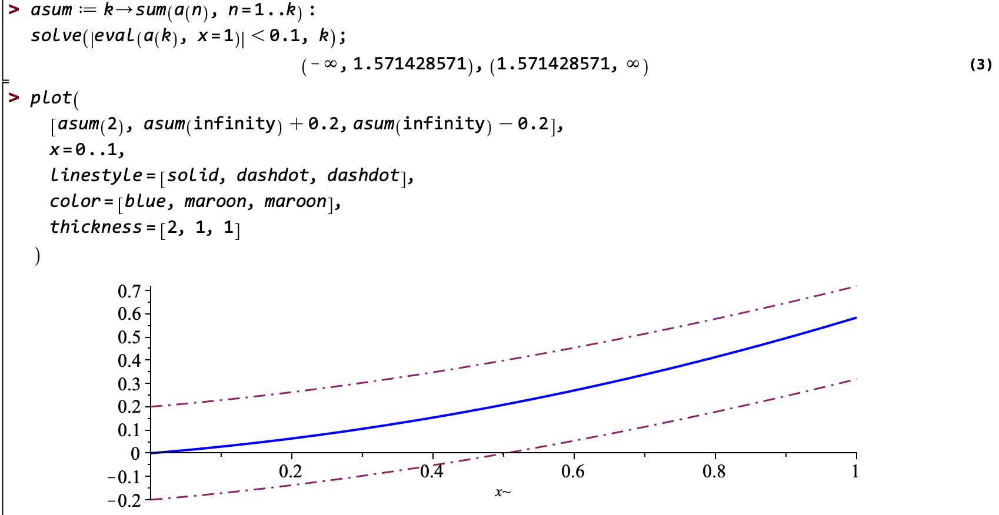 > asum := k→sum(a(n), n=1..k) :
solve(|eval(a(k), x=1)| <0.1, k);
(-∞, 1.571428571), (1.571428571, ∞)
(3)
> plot(
[asum(2), asum(infinity) + 0.2, asum(infinity) − 0.2],
x=0..1,
linestyle=[solid, dashdot, dashdot],
color=[blue, maroon, maroon],
thickness=[2, 1, 1]
)
0.7
0.6
0.5
0.4
0.3
0.2
0.1
0
−0.1
−0.2
0.2 0.4 0.6 0.8 1
x~